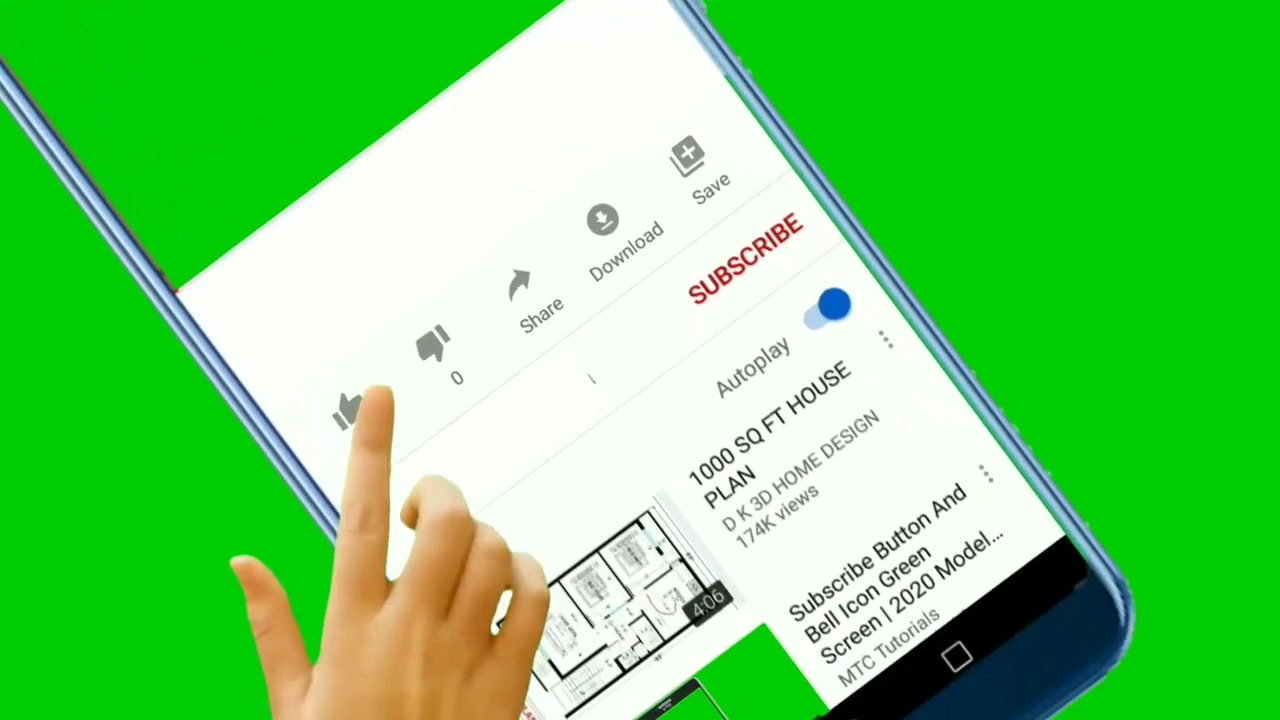 0
Share
Download
Save
SUBSCRIBE
Autoplay
1000 SQ FT HOUSE
PLAN
D K 3D HOME DESIGN
174K views
4:06
Subscribe Button And
Bell Icon Green
Screen | 2020 Model...
MTC Tutorials